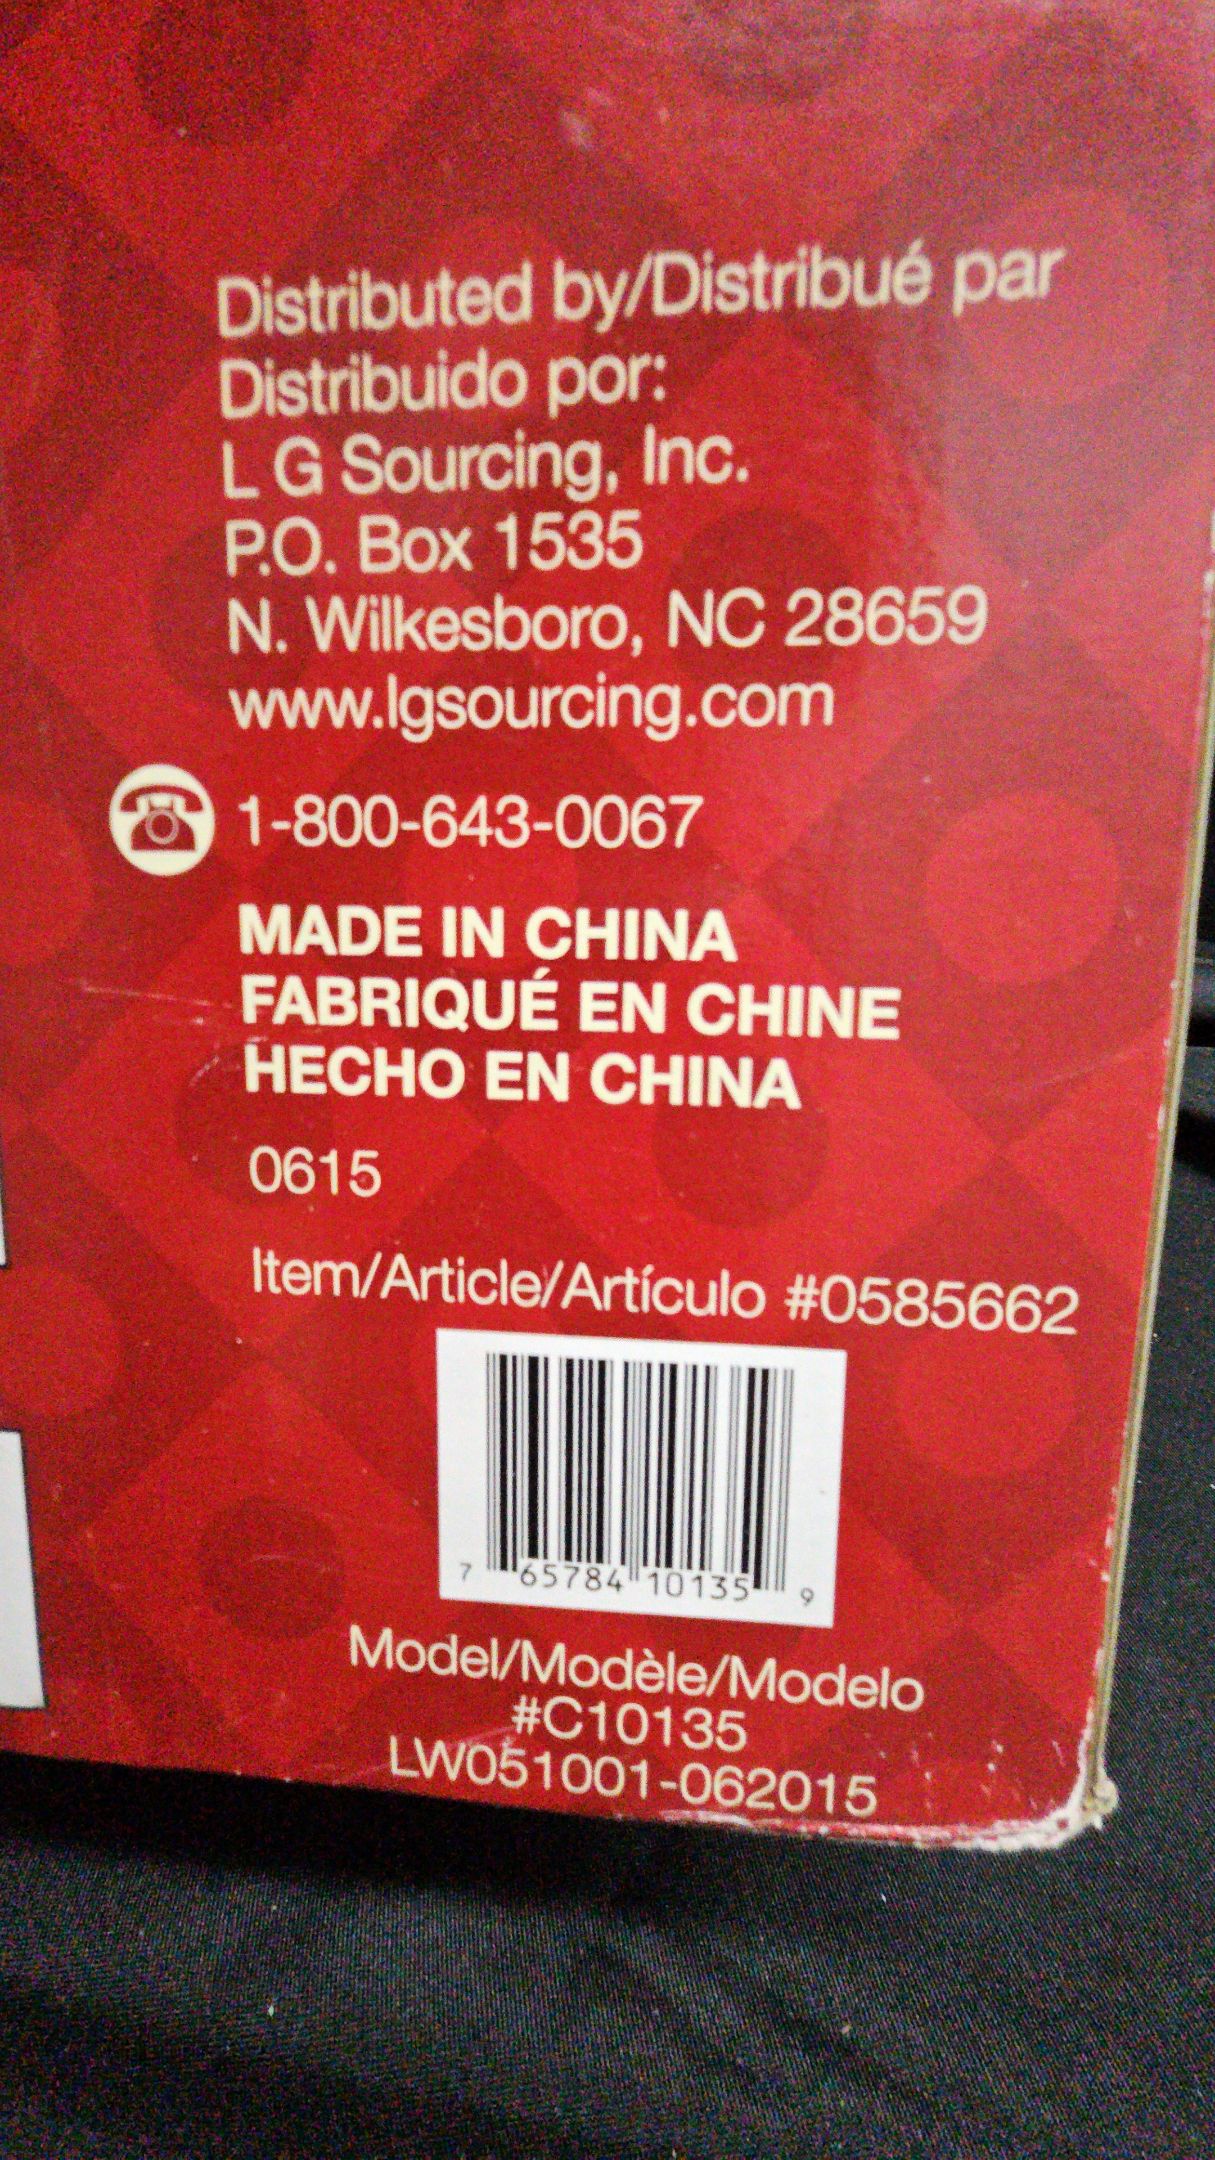 Distributed by/Distribué par
Distribuido por:
L G Sourcing, Inc.
P.O. Box 1535
N. Wilkesboro, NC 28659
www.lgsourcing.com
1-800-643-0067
MADE IN CHINA
FABRIQUÉ EN CHINE
HECHO EN CHINA
0615
Item/Article/Artículo #0585662
7 65784 10135 9
Model/Modèle/Modelo
#C10135
LW051001-062015